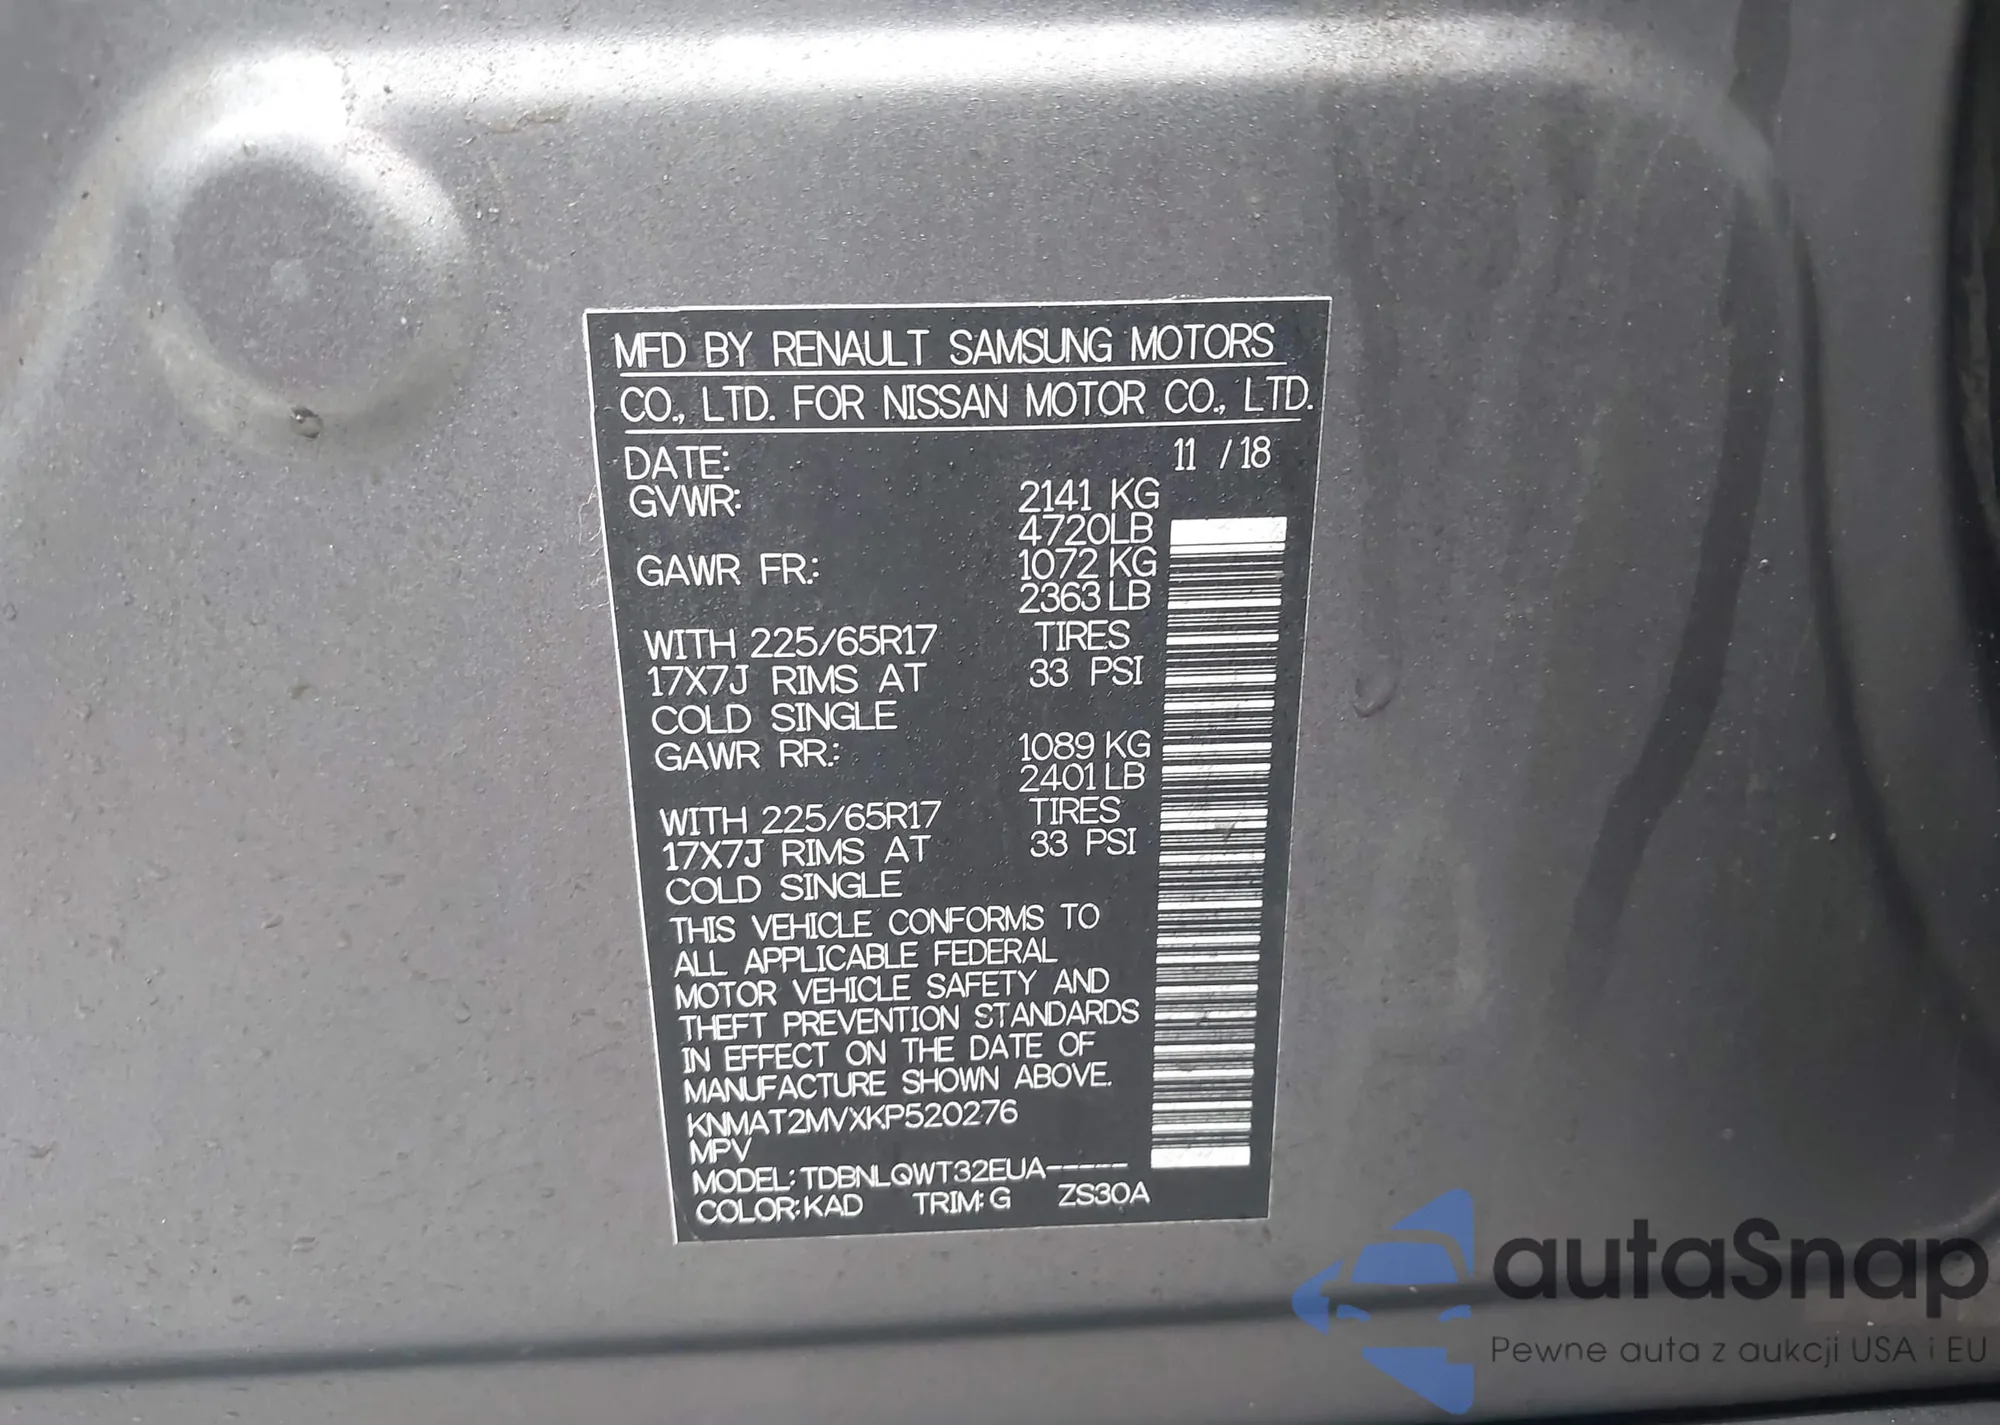 MFD BY RENAULT SAMSUNG MOTORS
CO., LTD. FOR NISSAN MOTOR CO., LTD.
DATE: 11 /18
GVWR: 2141 KG
4720LB
GAWR FR.: 1072 KG
2363 LB
WITH 225/65R17 TIRES
17X7J RIMS AT 33 PSI
COLD SINGLE
GAWR RR.: 1089 KG
2401 LB
WITH 225/65R17 TIRES
17X7J RIMS AT 33 PSI
COLD SINGLE
THIS VEHICLE CONFORMS TO
ALL APPLICABLE FEDERAL
MOTOR VEHICLE SAFETY AND
THEFT PREVENTION STANDARDS
IN EFFECT ON THE DATE OF
MANUFACTURE SHOWN ABOVE.
KNMAT2MVXKP520276
MPV
MODEL: TDBNLQWT32EUA-----
COLOR: KAD TRIM: G ZS30A
autaSnap
Pewne auta z aukcji USA i EU